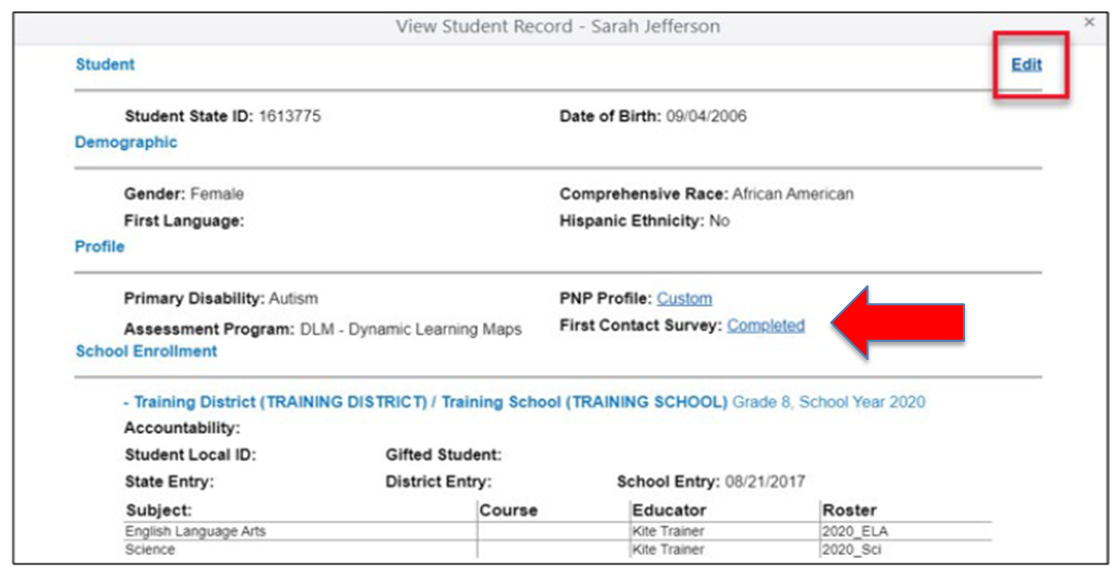 View Student Record - Sarah Jefferson ×
Student Edit
Student State ID: 1613775 Date of Birth: 09/04/2006
Demographic
Gender: Female Comprehensive Race: African American
First Language: Hispanic Ethnicity: No
Profile
Primary Disability: Autism PNP Profile: Custom
Assessment Program: DLM - Dynamic Learning Maps First Contact Survey: Completed
School Enrollment
- Training District (TRAINING DISTRICT) / Training School (TRAINING SCHOOL) Grade 8, School Year 2020
Accountability:
Student Local ID: Gifted Student:
State Entry: District Entry: School Entry: 08/21/2017
Subject: Course Educator Roster
English Language Arts Kite Trainer 2020_ELA
Science Kite Trainer 2020_Sci